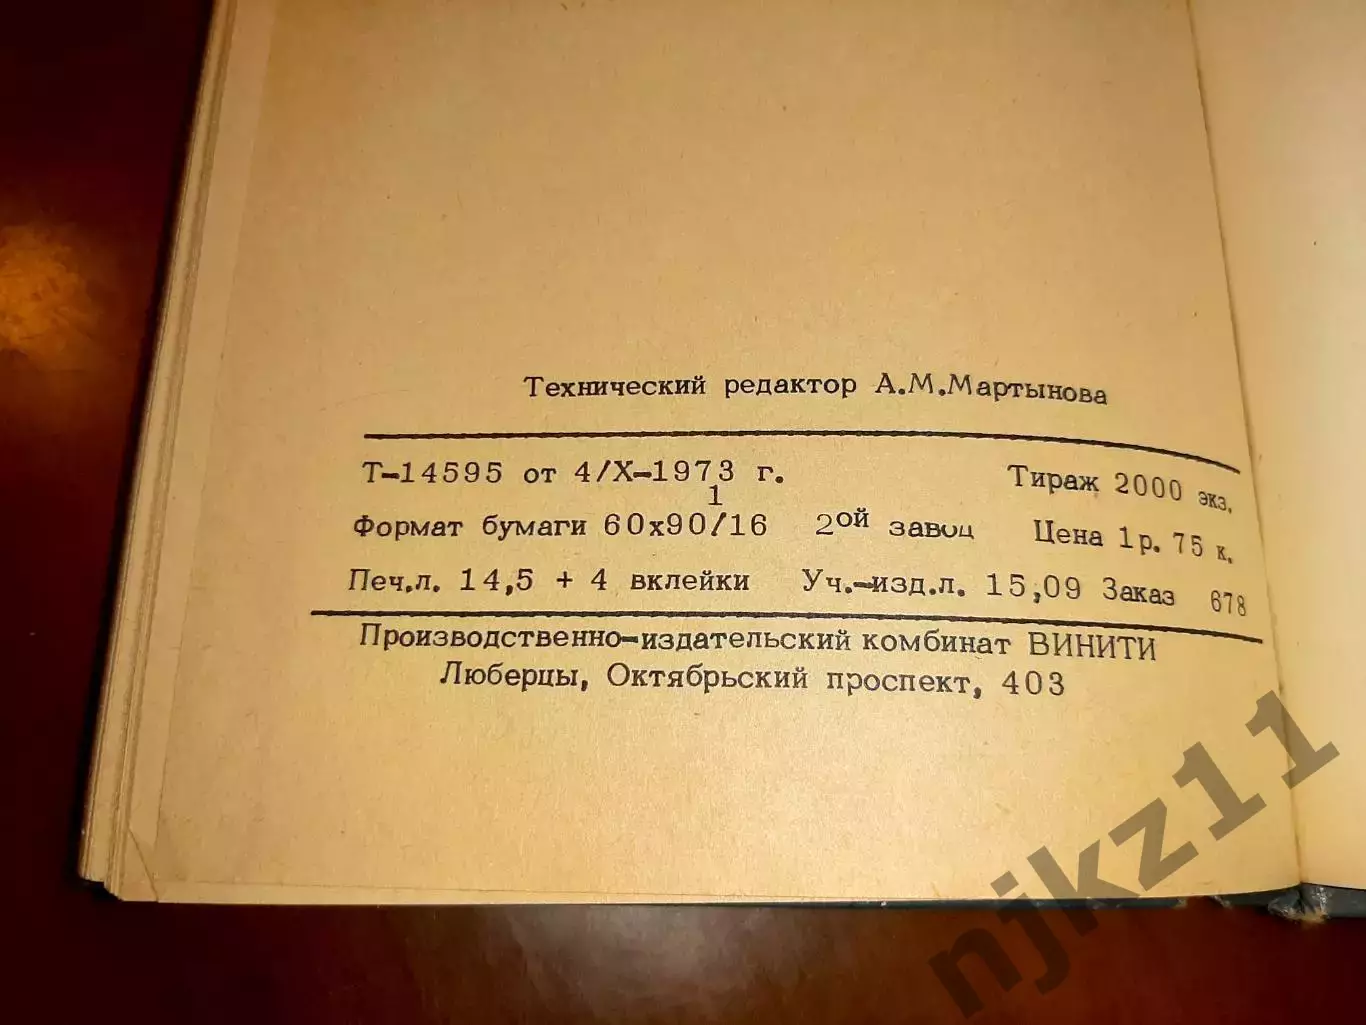 Технический редактор А.М.Мартынова
Т-14595 от 4/X-1973 г. Тираж 2000 экз.
1
Формат бумаги 60x90/16 2ой завод Цена 1р. 75 к.
Печ.л. 14,5 + 4 вклейки Уч.-изд.л. 15,09 Заказ 678
Производственно-издательский комбинат ВИНИТИ
Люберцы, Октябрьский проспект, 403
njkz11